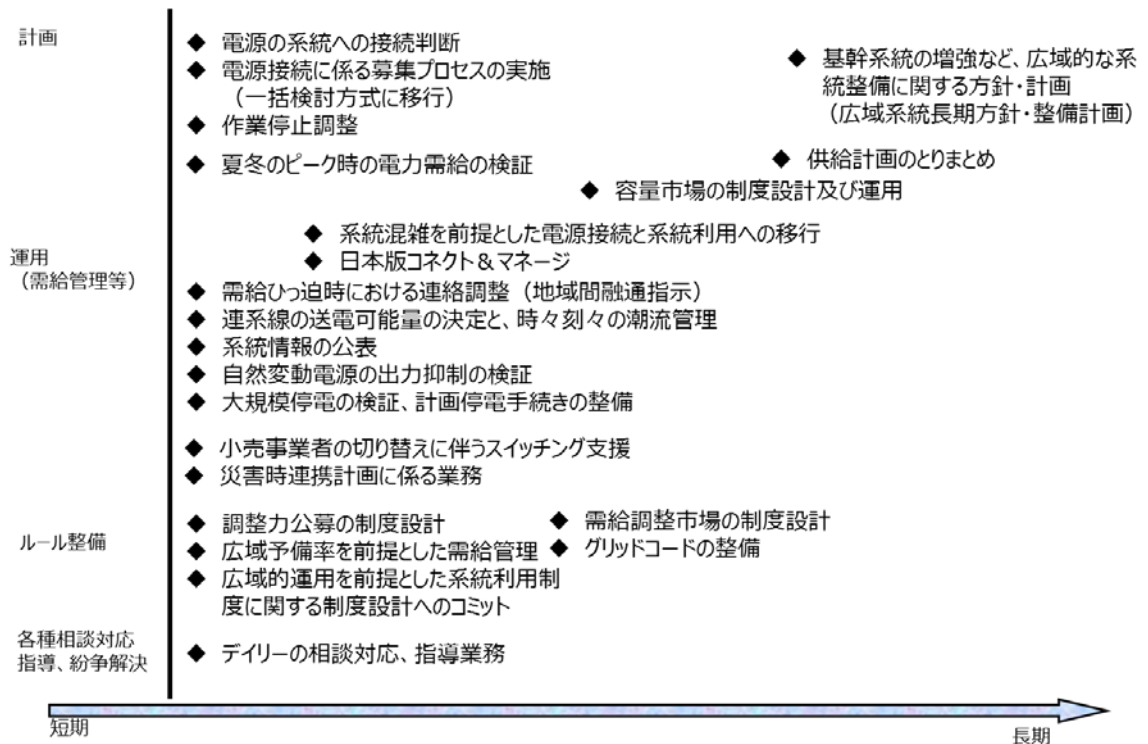 計画
◆ 電源の系統への接続判断
◆ 電源接続に係る募集プロセスの実施
（一括検討方式に移行）
◆ 作業停止調整
◆ 基幹系統の増強など、広域的な系
統整備に関する方針・計画
（広域系統長期方針・整備計画）
◆ 夏冬のピーク時の電力需給の検証
◆ 供給計画のとりまとめ
◆ 容量市場の制度設計及び運用
運用
（需給管理等）
◆ 系統混雑を前提とした電源接続と系統利用への移行
◆ 日本版コネクト＆マネージ
◆ 需給ひっ迫時における連絡調整（地域間融通指示）
◆ 連系線の送電可能量の決定と、時々刻々の潮流管理
◆ 系統情報の公表
◆ 自然変動電源の出力抑制の検証
◆ 大規模停電の検証、計画停電手続きの整備
◆ 小売事業者の切り替えに伴うスイッチング支援
◆ 災害時連携計画に係る業務
ルール整備
◆ 調整力公募の制度設計
◆ 広域予備率を前提とした需給管理
◆ 広域的運用を前提とした系統利用制
度に関する制度設計へのコミット
◆ 需給調整市場の制度設計
◆ グリッドコードの整備
各種相談対応
指導、紛争解決
◆ デイリーの相談対応、指導業務
短期
長期